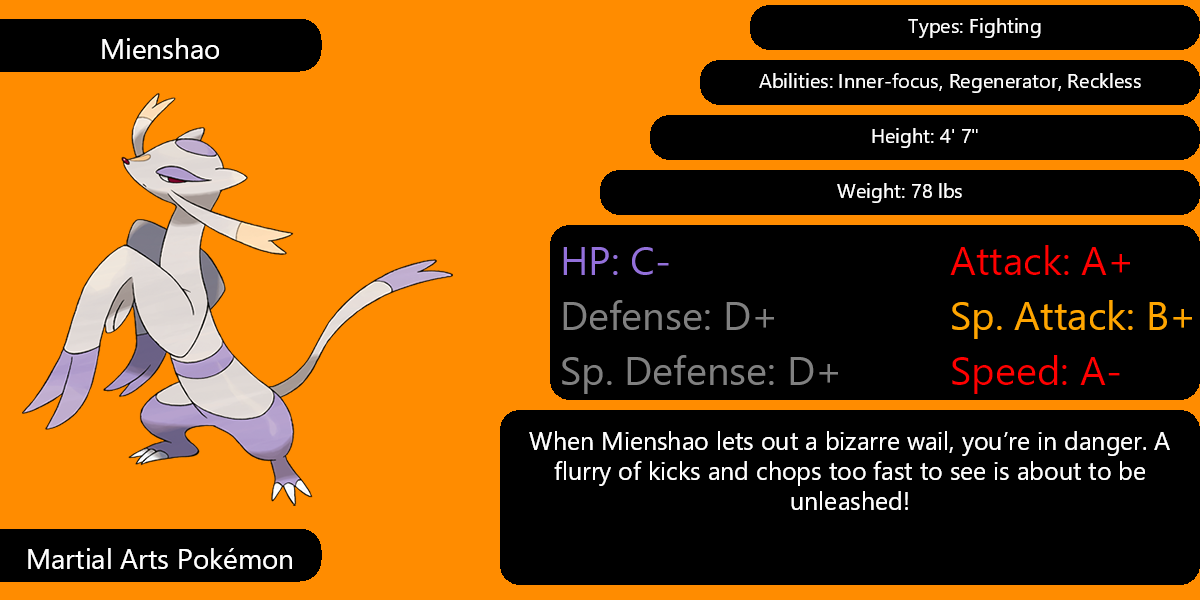 Mienshao
Martial Arts Pokémon
Types: Fighting
Abilities: Inner-focus, Regenerator, Reckless
Height: 4' 7"
Weight: 78 lbs
HP: C-
Attack: A+
Defense: D+
Sp. Attack: B+
Sp. Defense: D+
Speed: A-
When Mienshao lets out a bizarre wail, you’re in danger. A
flurry of kicks and chops too fast to see is about to be
unleashed!